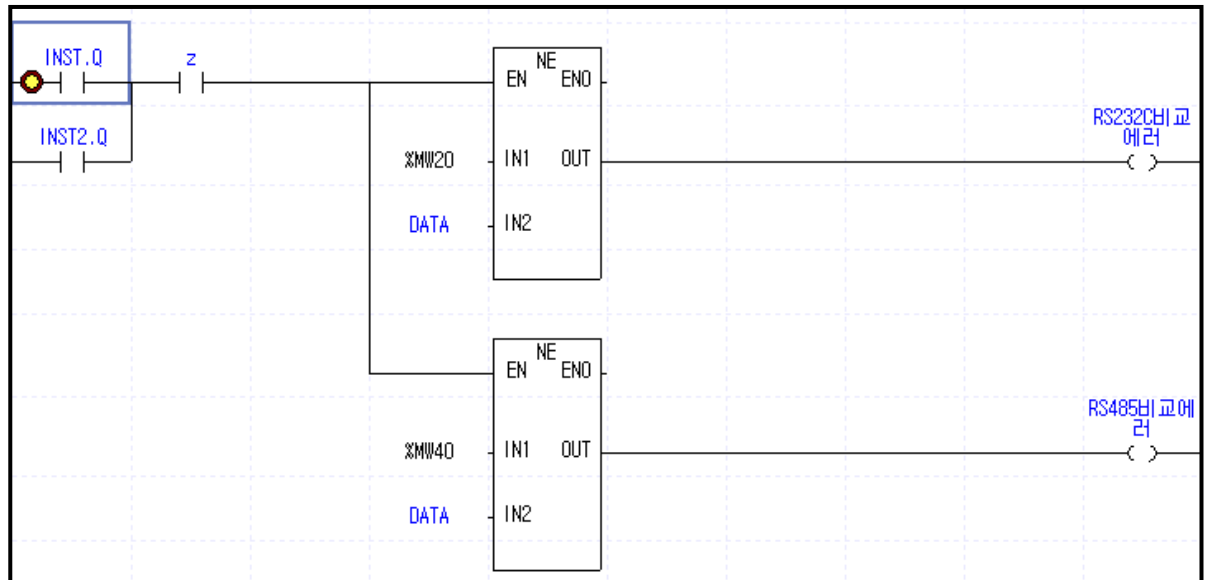 INST.Q
z
NE
EN
ENO
RS232C비교
에러
INST2.Q
%MW20
IN1
OUT
DATA
IN2
NE
EN
ENO
RS485비교에
러
%MW40
IN1
OUT
DATA
IN2